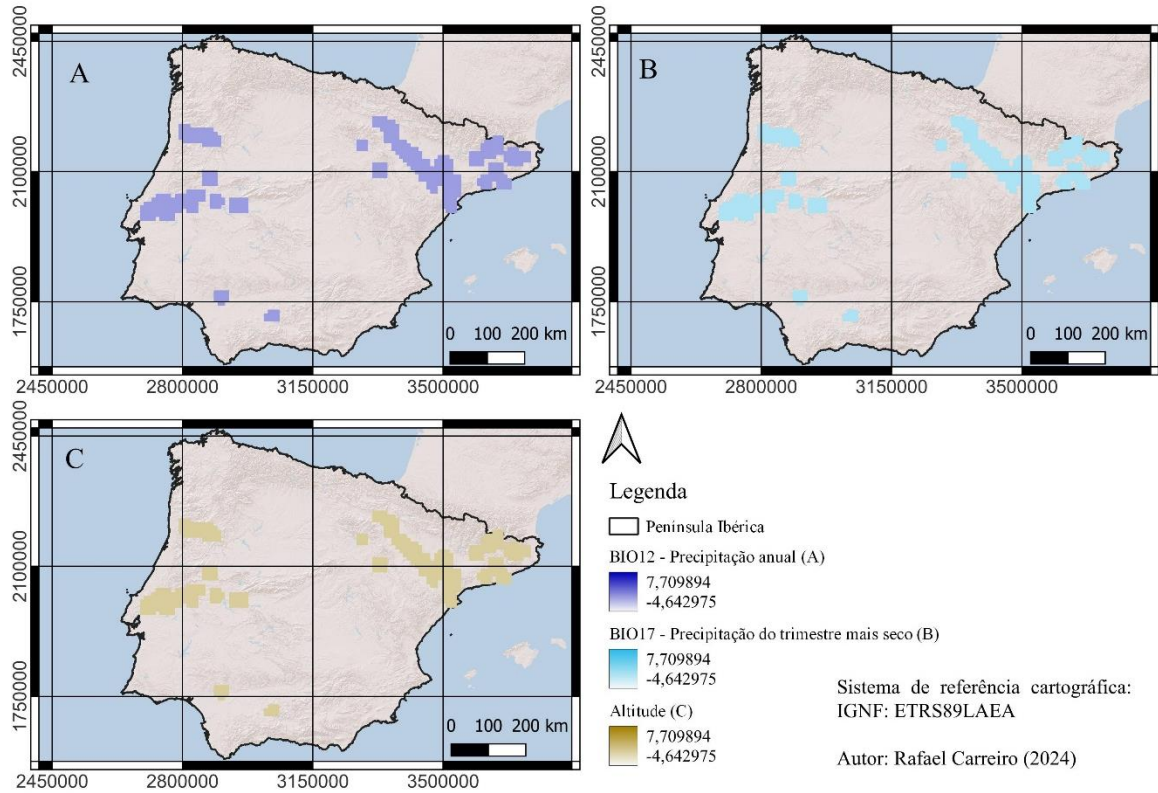 A
2450000
2100000
1750000
0 100 200 km
2450000 2800000 3150000 3500000
B
2450000
2100000
1750000
0 100 200 km
2450000 2800000 3150000 3500000
C
2450000
2100000
1750000
0 100 200 km
2450000 2800000 3150000 3500000
Legenda
Península Ibérica
BIO12 - Precipitação anual (A)
7,709894
-4,642975
BIO17 - Precipitação do trimestre mais seco (B)
7,709894
-4,642975
Altitude (C)
7,709894
-4,642975
Sistema de referência cartográfica:
IGNF: ETRS89LAEA
Autor: Rafael Carreiro (2024)